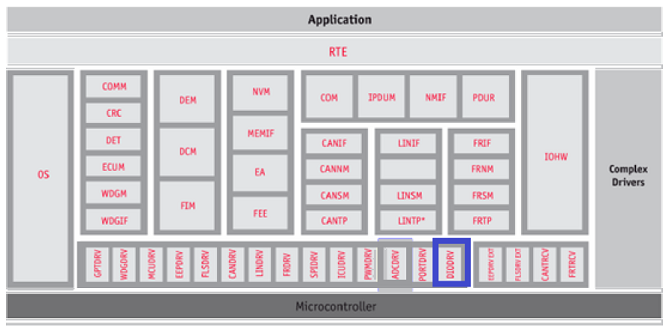 Application
RTE
OS
COMM
CRC
DET
ECUM
WDGM
WDGIF
DEM
DCM
FIM
NVM
MEMIF
EA
FEE
COM
IPDUM
NMIF
PDUR
CANIF
CANNM
CANSM
CANTP
LINIF
LINSM
LINTP*
FRIF
FRNM
FRSM
FRTP
IOHW
Complex
Drivers
GPTDRV
WDGDRV
MCUDRV
EEPDRV
FLSDRV
CANDRV
LINDRV
FRDRV
SPIDRV
ICUDRV
PWMDRV
ADCDRV
PORTDRV
DIODRV
EEPDRV EXT
FLSDRV EXT
CANTRCV
FRTRCV
Microcontroller